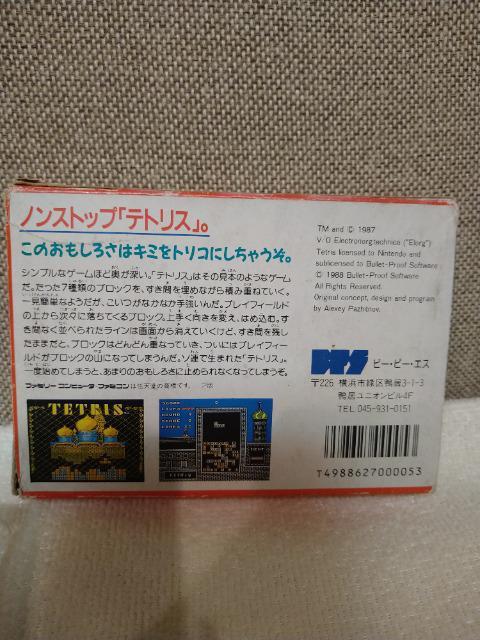 ノンストップ「テトリス」。
このおもしろさはキミをトリコにしちゃうぞ。
シンプルなゲームほど奥が深い。「テトリス」はその見本のようなゲーム
だ。たった7種類のブロックを、すき間を埋めながら積み重ねていく。
一見簡単なようだが、こいつがなかなか手強いんだ。プレイフィールド
の上から次々に落ちてくるブロック。上手く向きを変え、はめ込む。すき
間なく並べられたラインは画面から消えていくけど、すき間を残し
たままだと、ブロックはどんどん重なっていき、ついにはプレイフィー
ルドがブロックの山になってしまうんだ。ソ連で生まれた「テトリス」。
一度始めてしまうと、あまりのおもしろさに止められなくなってしまうぞ。
ファミリーコンピュータ・ファミコンは任天堂の商標です。
TETRIS
TM and © 1987
V/O Electronorgtechnica ("Elorg")
Tetris licensed to Nintendo and
sublicensed to Bullet-Proof Software
© 1988 Bullet-Proof Software
All Rights Reserved.
Original concept, design and program
by Alexey Pazhitnov.
BPS ビー・ピー・エス
〒226 横浜市緑区鴨居3-1-3
鴨居ユニオンビル4F
TEL 045-931-0151
T4988627000053